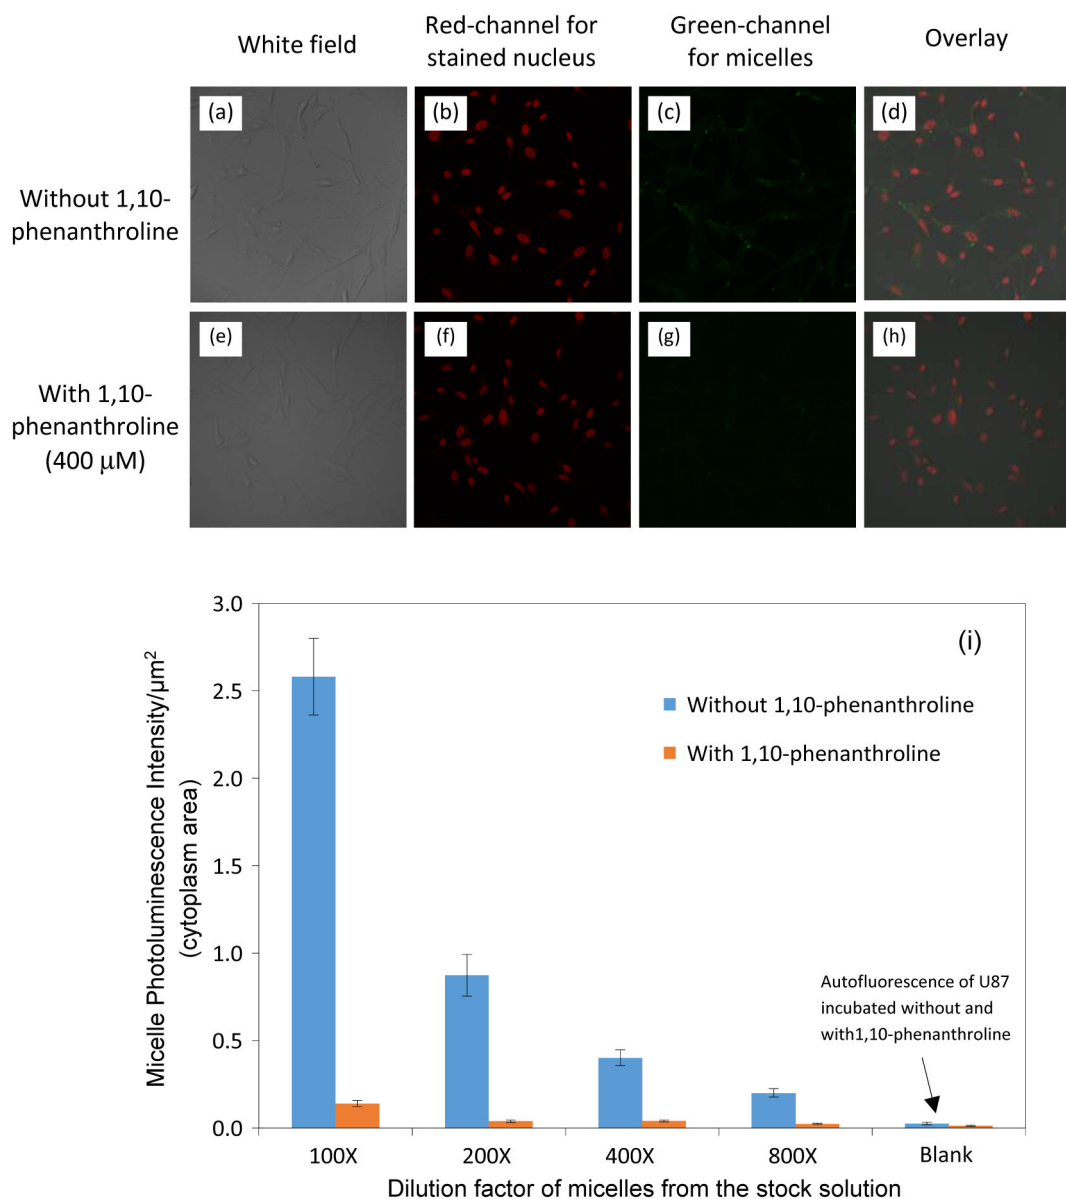 White field
Red-channel for
stained nucleus
Green-channel
for micelles
Overlay
Without 1,10-
phenanthroline
(a)
(b)
(c)
(d)
With 1,10-
phenanthroline
(400 μM)
(e)
(f)
(g)
(h)
(i)
Micelle Photoluminescence Intensity/μm²
(cytoplasm area)
3.0
2.5
2.0
1.5
1.0
0.5
0.0
Without 1,10-phenanthroline
With 1,10-phenanthroline
Autofluorescence of U87
incubated without and
with1,10-phenanthroline
100X
200X
400X
800X
Blank
Dilution factor of micelles from the stock solution